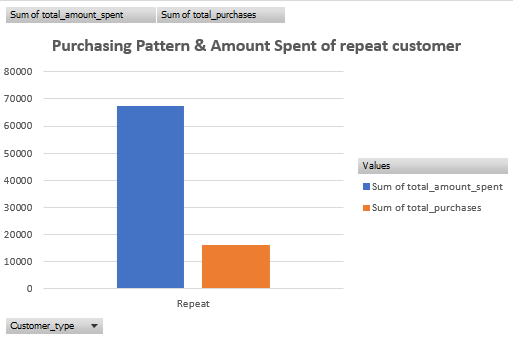 Sum of total_amount_spent Sum of total_purchases
Purchasing Pattern & Amount Spent of repeat customer
80000
70000
60000
50000
40000
30000
20000
10000
0
Repeat
Values
Sum of total_amount_spent
Sum of total_purchases
Customer_type